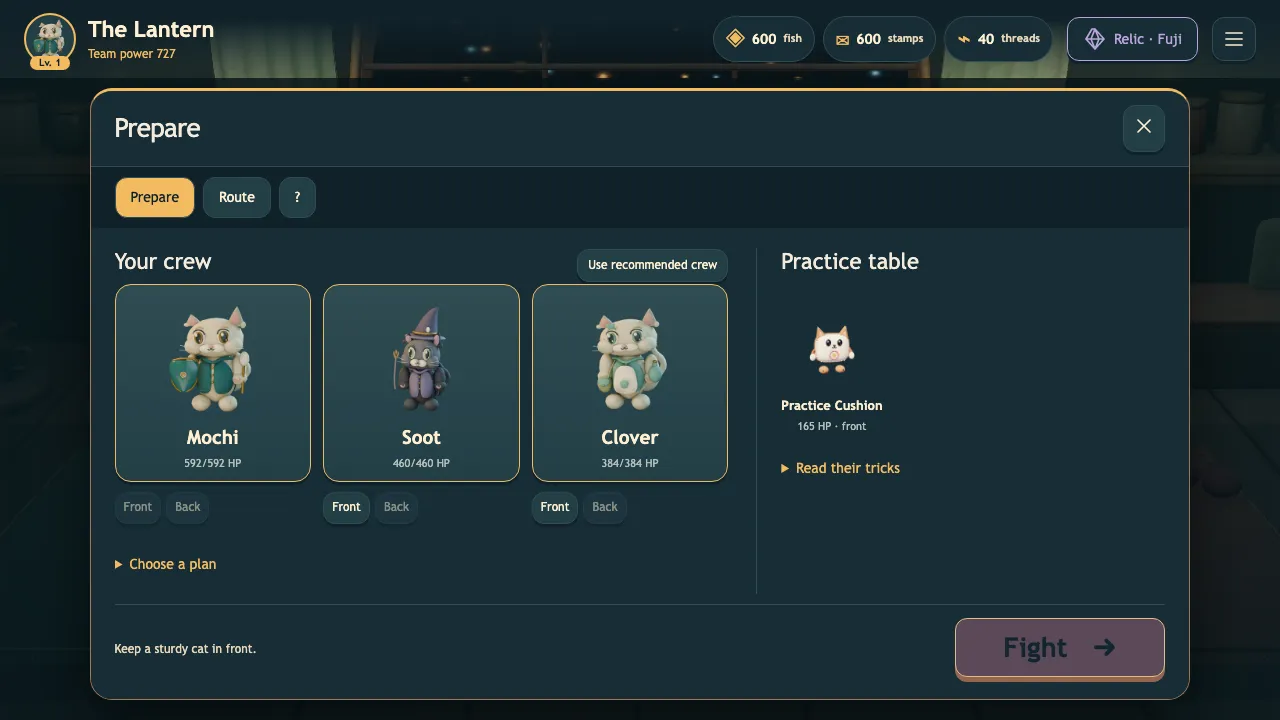 The Lantern
Team power 727
Lv. 1
600 fish
600 stamps
40 threads
Relic · Fuji
Prepare
Prepare
Route
?
Your crew
Use recommended crew
Mochi
592/592 HP
Front
Back
Soot
460/460 HP
Front
Back
Clover
384/384 HP
Front
Back
Choose a plan
Practice table
Practice Cushion
165 HP · front
Read their tricks
Keep a sturdy cat in front.
Fight